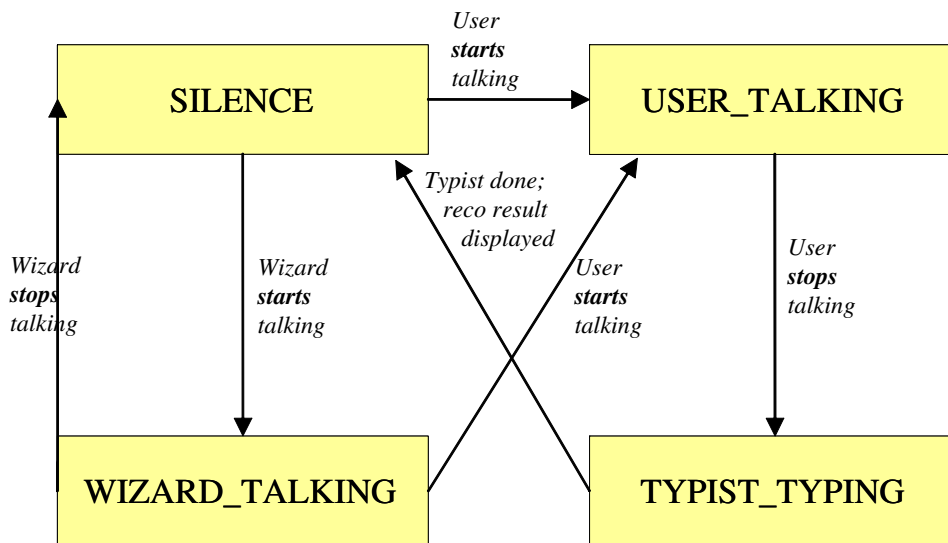 User
starts
talking
SILENCE
USER_TALKING
Typist done;
reco result
displayed
Wizard
stops
talking
Wizard
starts
talking
User
starts
talking
User
stops
talking
WIZARD_TALKING
TYPIST_TYPING